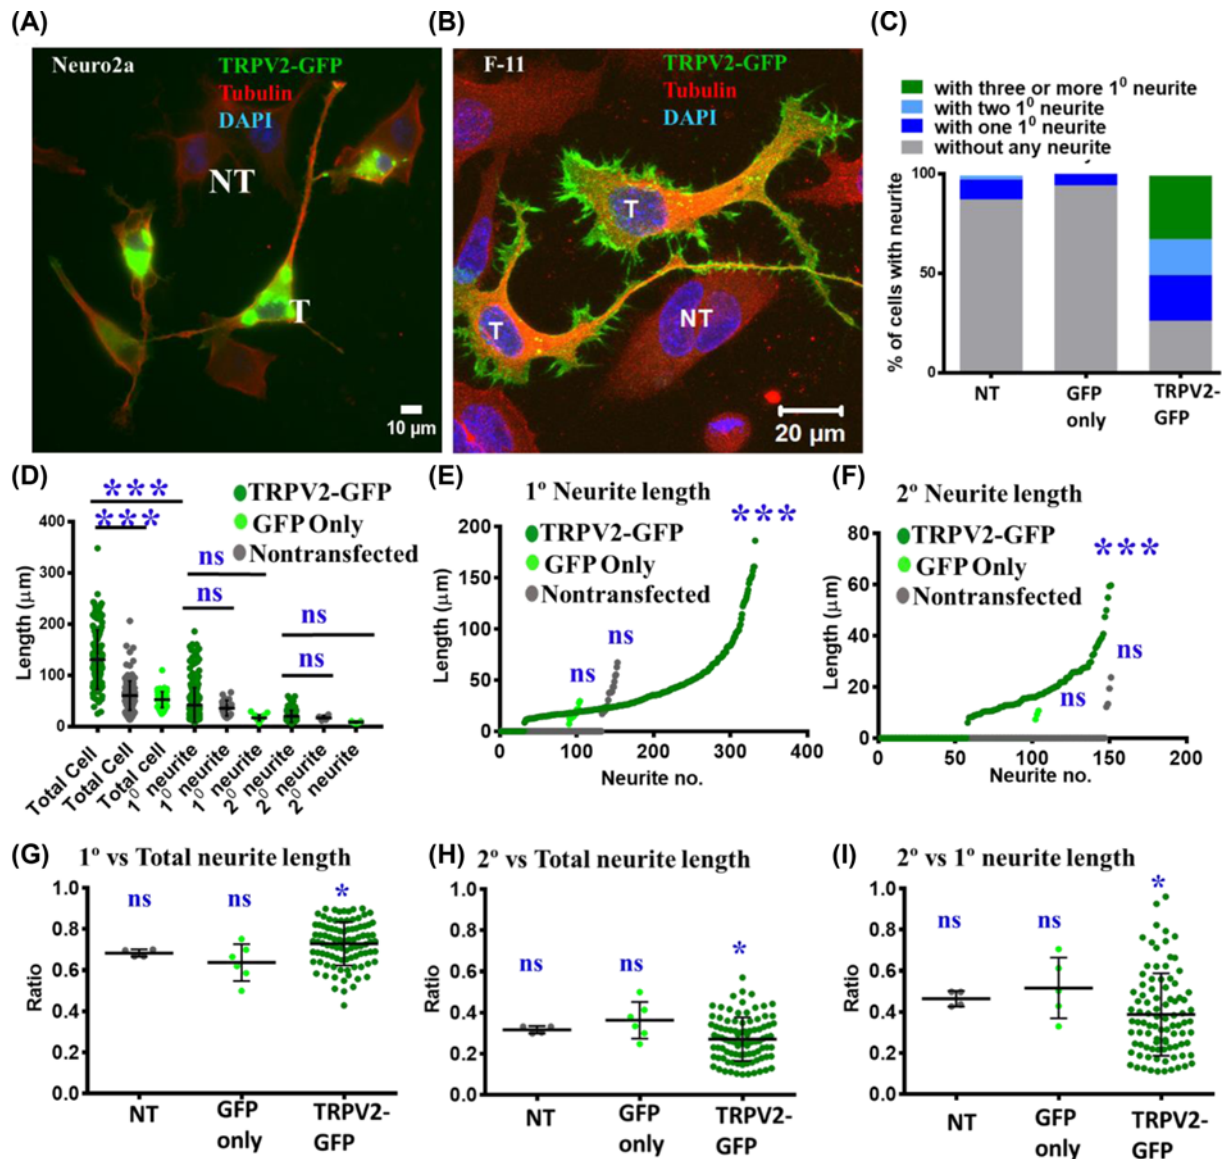 (A)
Neuro2a
TRPV2-GFP
Tubulin
DAPI
NT
T
10 µm
(B)
F-11
TRPV2-GFP
Tubulin
DAPI
T
T
NT
20 µm
(C)
with three or more 1⁰ neurite
with two 1⁰ neurite
with one 1⁰ neurite
without any neurite
% of cells with neurite
100
50
0
NT
GFP only
TRPV2-GFP
(D)
***
***
TRPV2-GFP
GFP Only
Nontransfected
ns
ns
ns
ns
Length (µm)
400
300
200
100
0
Total Cell
Total Cell
Total cell
1⁰ neurite
1⁰ neurite
1⁰ neurite
2⁰ neurite
2⁰ neurite
2⁰ neurite
(E)
1º Neurite length
***
TRPV2-GFP
GFP Only
Nontransfected
ns
ns
Length (µm)
200
150
100
50
0
0 100 200 300 400
Neurite no.
(F)
2º Neurite length
***
TRPV2-GFP
GFP Only
Nontransfected
ns
ns
Length (µm)
80
60
40
20
0
0 50 100 150 200
Neurite no.
(G)
1º vs Total neurite length
ns
ns
*
Ratio
1.0
0.8
0.6
0.4
0.2
0.0
NT
GFP only
TRPV2-GFP
(H)
2º vs Total neurite length
ns
ns
*
Ratio
1.0
0.8
0.6
0.4
0.2
0.0
NT
GFP only
TRPV2-GFP
(I)
2º vs 1º neurite length
ns
ns
*
Ratio
1.0
0.8
0.6
0.4
0.2
0.0
NT
GFP only
TRPV2-GFP